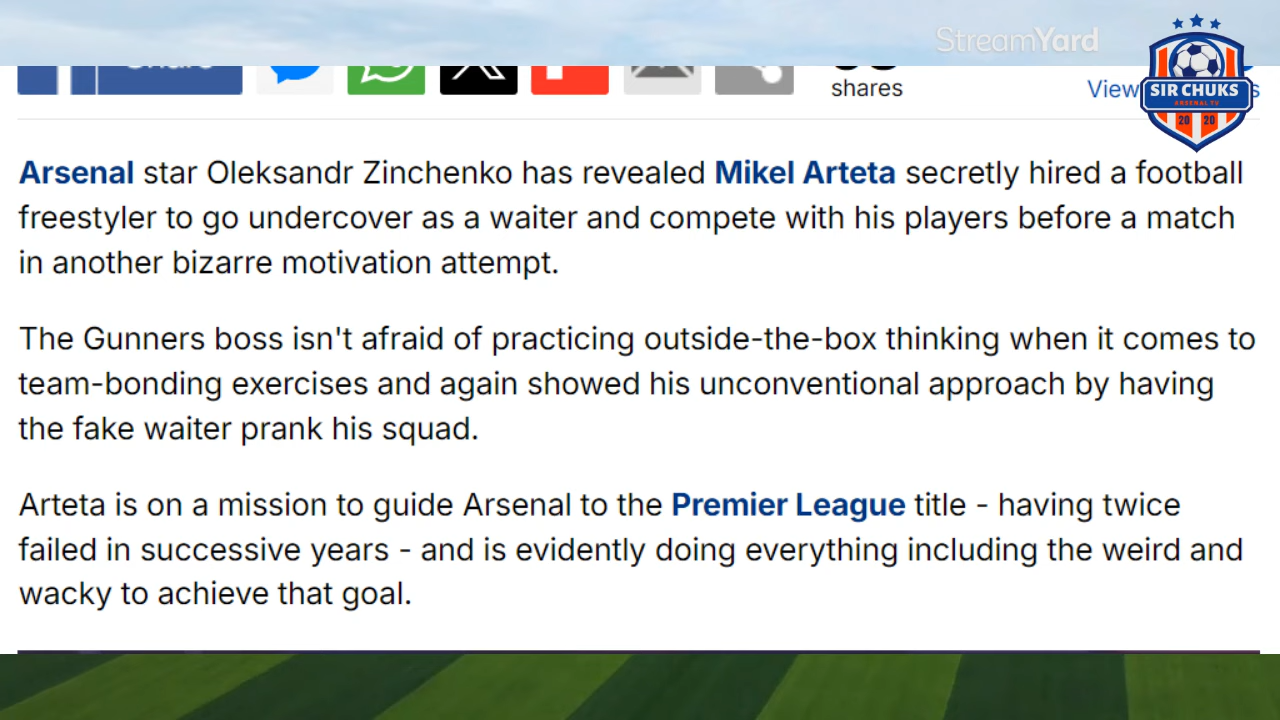 StreamYard
Share
shares
View
SIR CHUKS
ARSENAL TV
20 20
Arsenal star Oleksandr Zinchenko has revealed Mikel Arteta secretly hired a football
freestyler to go undercover as a waiter and compete with his players before a match
in another bizarre motivation attempt.
The Gunners boss isn't afraid of practicing outside-the-box thinking when it comes to
team-bonding exercises and again showed his unconventional approach by having
the fake waiter prank his squad.
Arteta is on a mission to guide Arsenal to the Premier League title - having twice
failed in successive years - and is evidently doing everything including the weird and
wacky to achieve that goal.